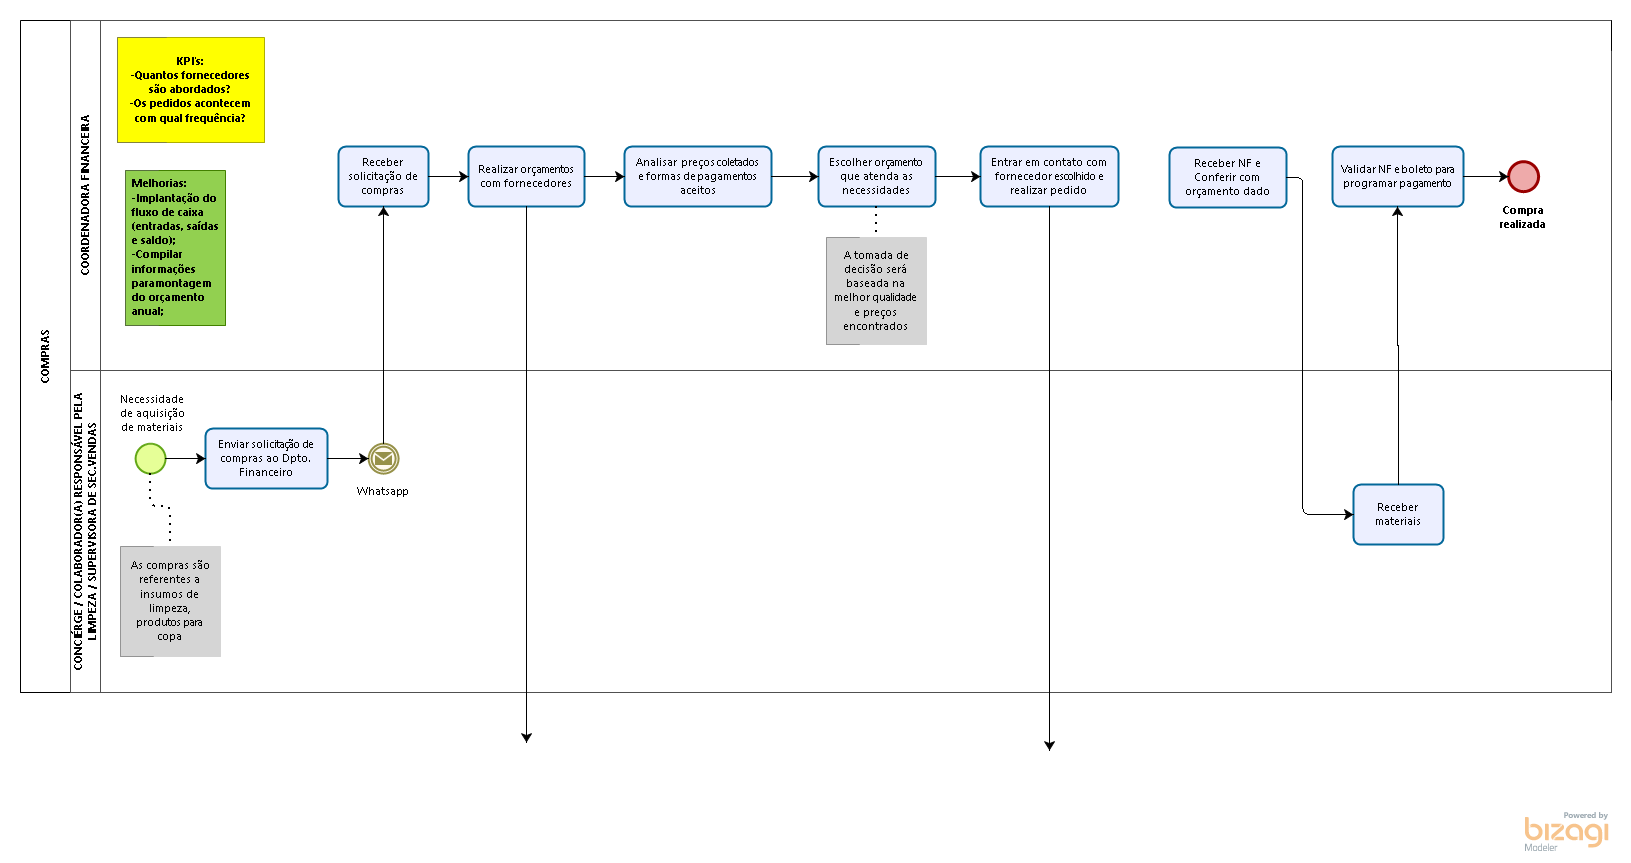 COMPRAS
COORDENADORA FINANCEIRA
KPI's:
-Quantos fornecedores
são abordados?
-Os pedidos acontecem
com qual frequência?
Melhorias:
-Implantação do
fluxo de caixa
(entradas, saídas
e saldo);
-Compilar
informações
paramontagem
do orçamento
anual;
Receber
solicitação de
compras
Realizar orçamentos
com fornecedores
Analisar preços coletados
e formas de pagamentos
aceitos
Escolher orçamento
que atenda as
necessidades
A tomada de
decisão será
baseada na
melhor qualidade
e preços
encontrados
Entrar em contato com
fornecedor escolhido e
realizar pedido
Receber NF e
Conferir com
orçamento dado
Validar NF e boleto para
programar pagamento
Compra
realizada
CONCIÉRGE / COLABORADOR(A) RESPONSÁVEL PELA
LIMPEZA / SUPERVISORA DE SEC.VENDAS
Necessidade
de aquisição
de materiais
Enviar solicitação de
compras ao Dpto.
Financeiro
Whatsapp
As compras são
referentes a
insumos de
limpeza,
produtos para
copa
Receber
materiais
Powered by
bizagi
Modeler